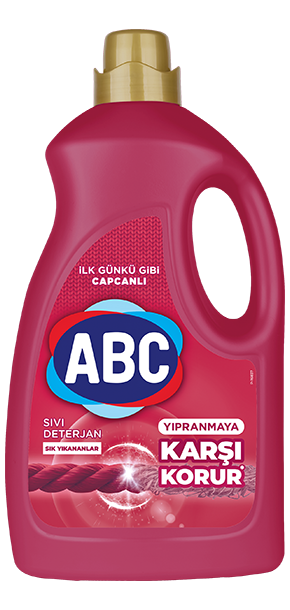 İLK GÜNKÜ GİBİ
CAPCANLI
ABC
SIVI
DETERJAN
SIK YIKANANLAR
YIPRANMAYA
KARŞI
KORUR*